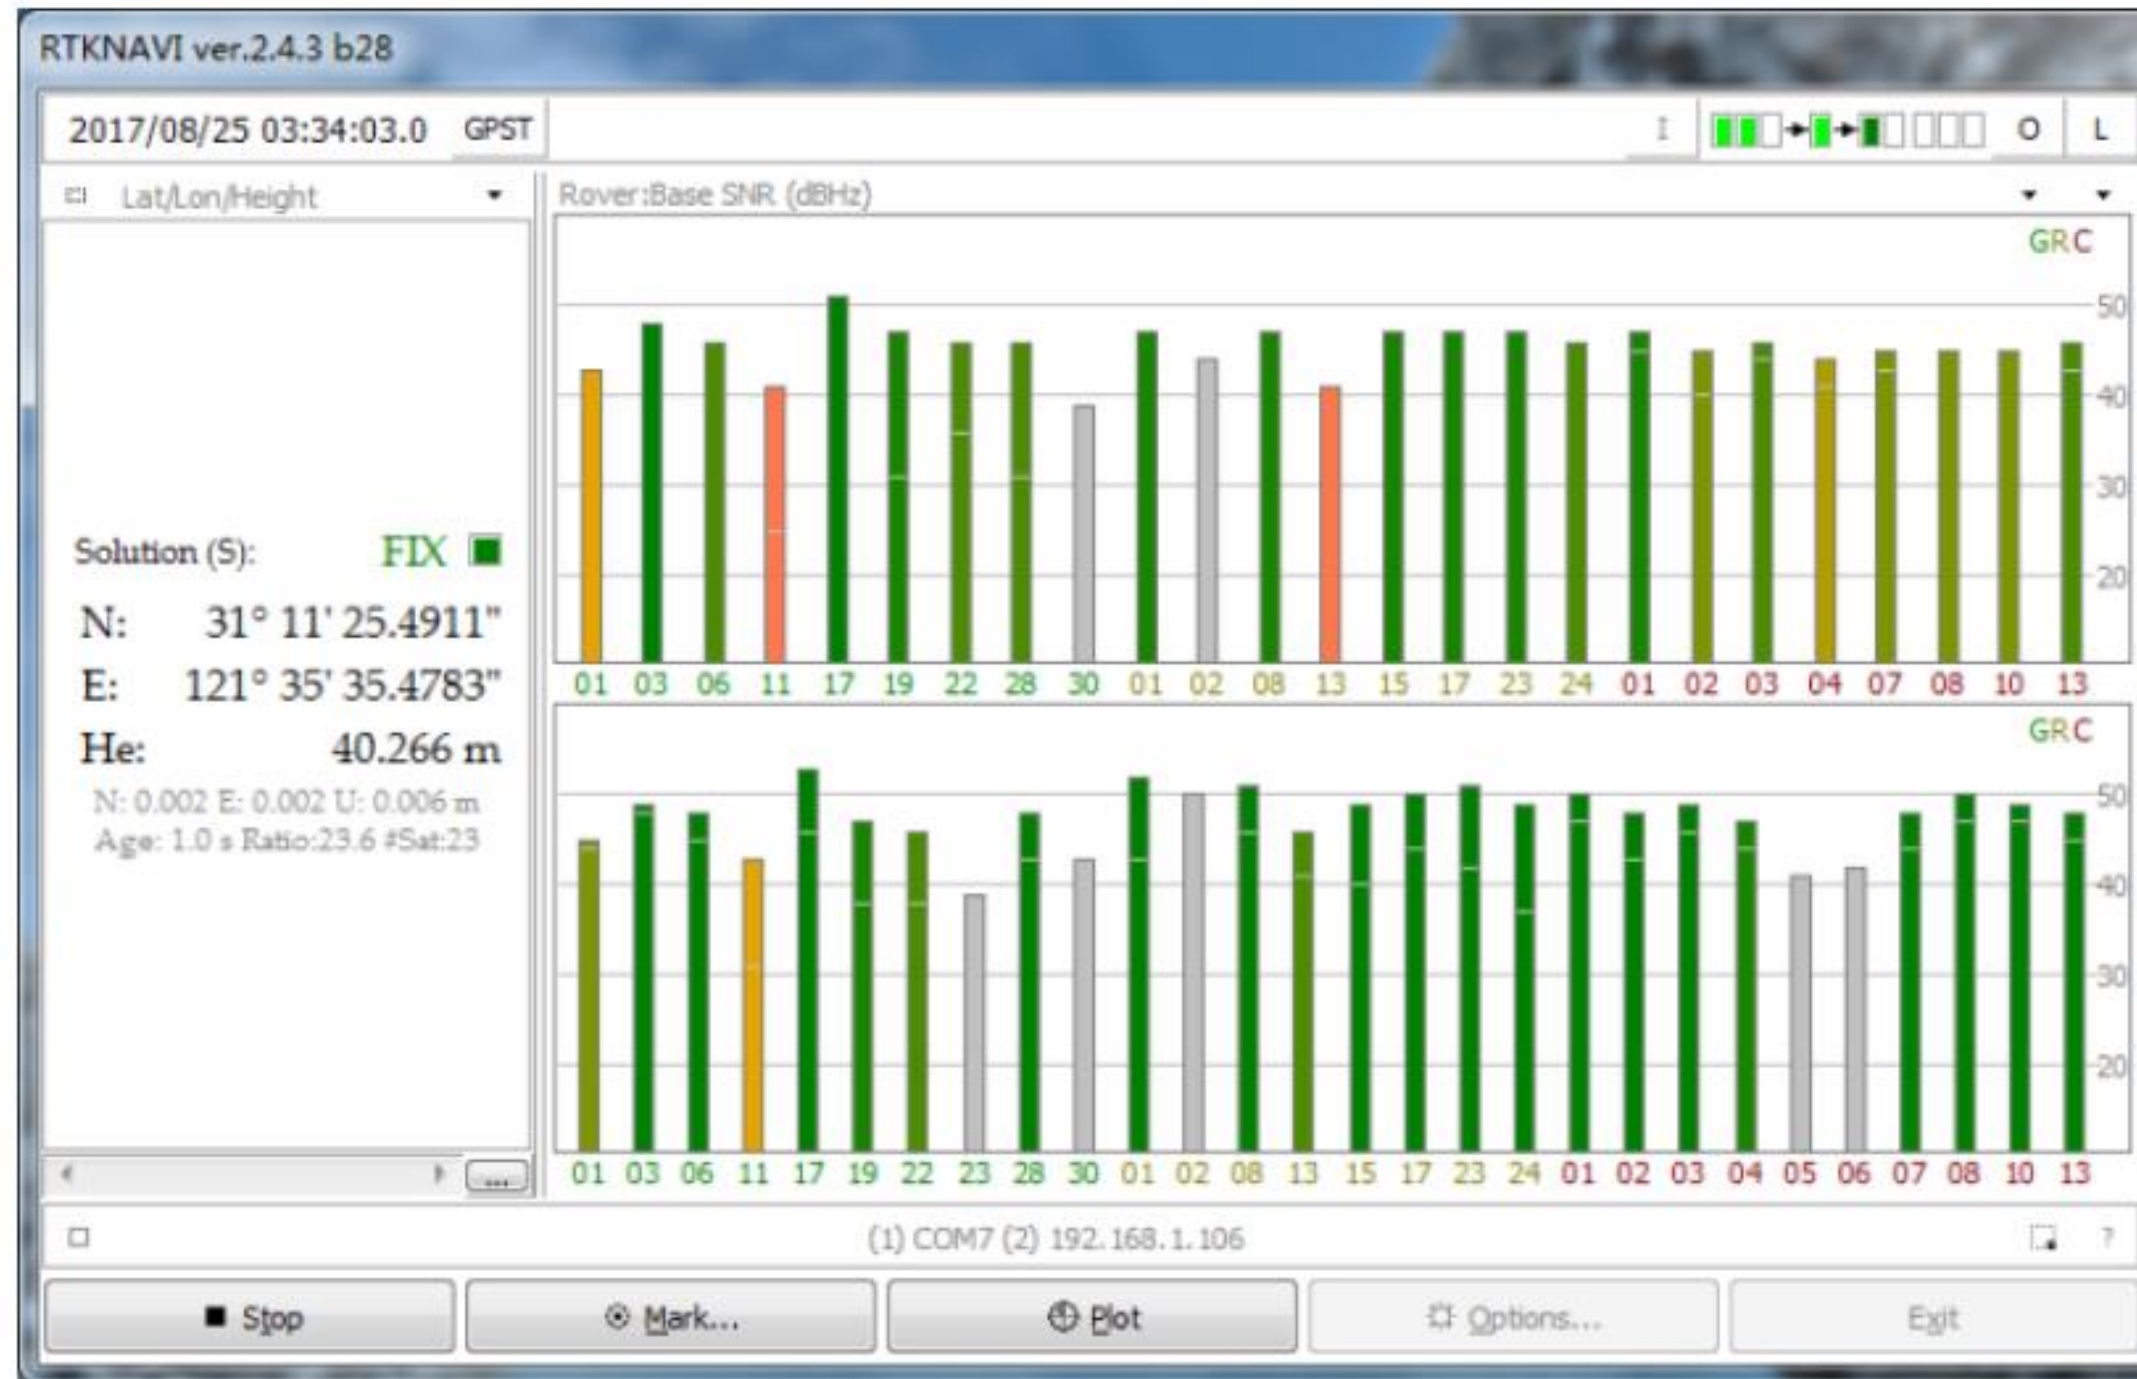 RTKNAVI ver.2.4.3 b28
2017/08/25 03:34:03.0 GPST
O L
Lat/Lon/Height
Rover:Base SNR (dBHz)
Solution (S): FIX
N: 31° 11' 25.4911"
E: 121° 35' 35.4783"
He: 40.266 m
N: 0.002 E: 0.002 U: 0.006 m
Age: 1.0 s Ratio:23.6 #Sat:23
GRC
50
40
30
20
01 03 06 11 17 19 22 28 30 01 02 08 13 15 17 23 24 01 02 03 04 07 08 10 13
GRC
50
40
30
20
01 03 06 11 17 19 22 23 28 30 01 02 08 13 15 17 23 24 01 02 03 04 05 06 07 08 10 13
...
(1) COM7 (2) 192.168.1.106
?
Stop
Mark...
Plot
Options...
Exit